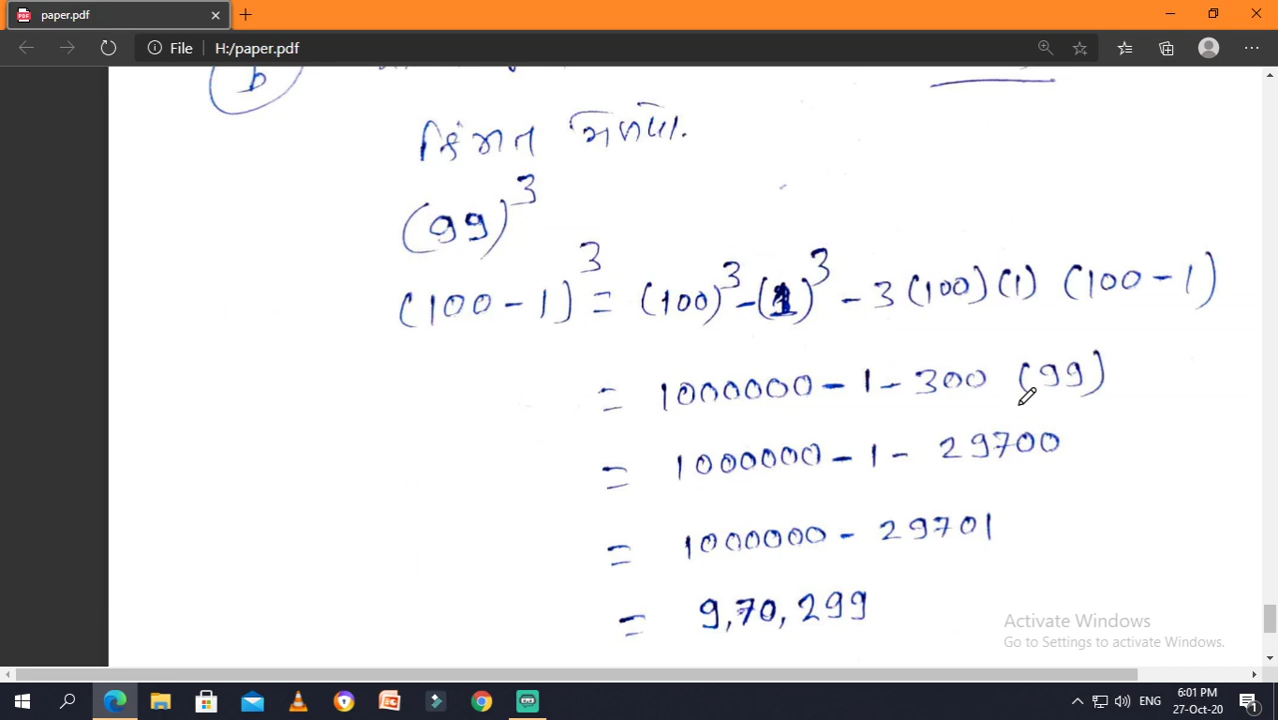 paper.pdf
File H:/paper.pdf
b
કિંમત મેળવો.
(99)³
(100-1)³ = (100)³-(1)³ - 3(100)(1) (100-1)
= 1000000 - 1 - 300 (99)
= 1000000 - 1 - 29700
= 1000000 - 29701
= 9,70,299
Activate Windows
Go to Settings to activate Windows.
ENG
6:01 PM
27-Oct-20